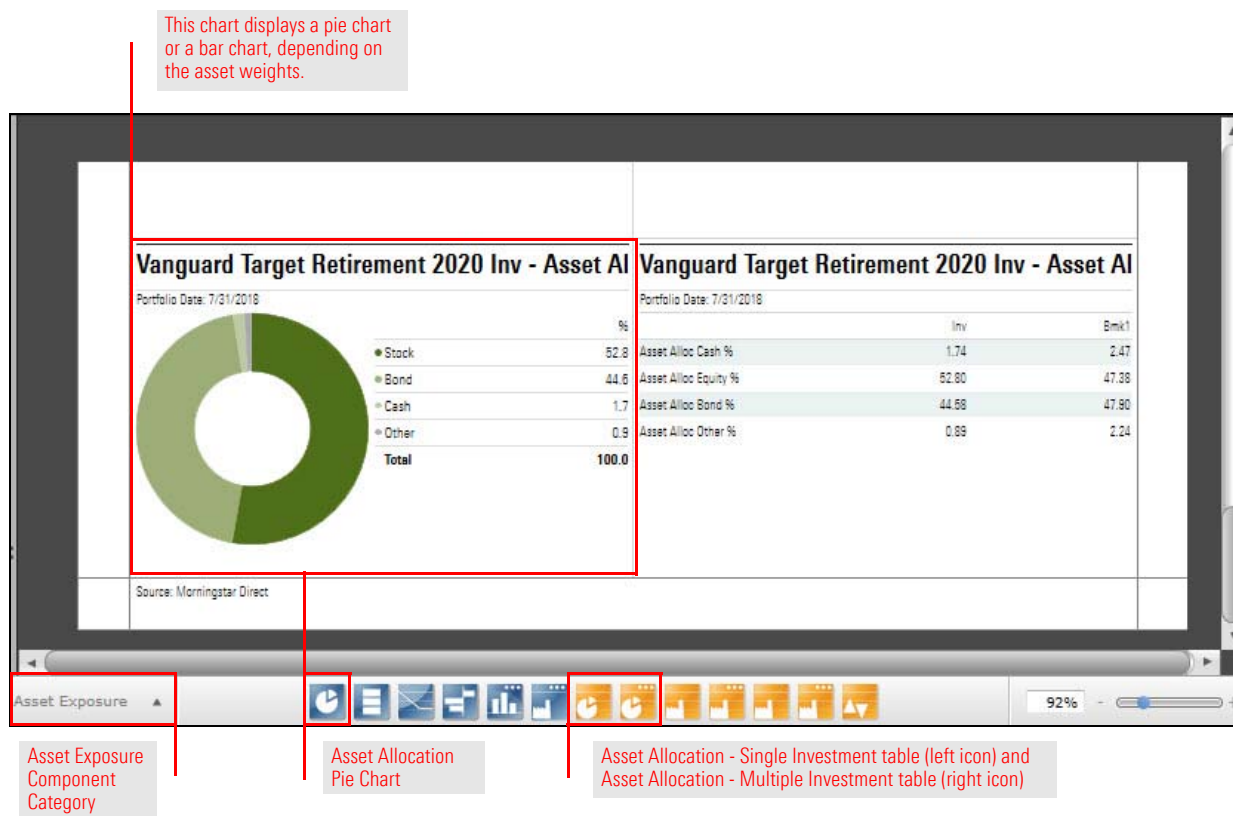 This chart displays a pie chart
or a bar chart, depending on
the asset weights.
Vanguard Target Retirement 2020 Inv - Asset Al
Portfolio Date: 7/31/2018
%
Stock 52.8
Bond 44.6
Cash 1.7
Other 0.9
Total 100.0
Vanguard Target Retirement 2020 Inv - Asset Al
Portfolio Date: 7/31/2018
Inv Bmk1
Asset Alloc Cash % 1.74 2.47
Asset Alloc Equity % 52.80 47.38
Asset Alloc Bond % 44.58 47.90
Asset Alloc Other % 0.89 2.24
Source: Morningstar Direct
Asset Exposure ▲
92% - +
Asset Exposure
Component
Category
Asset Allocation
Pie Chart
Asset Allocation - Single Investment table (left icon) and
Asset Allocation - Multiple Investment table (right icon)